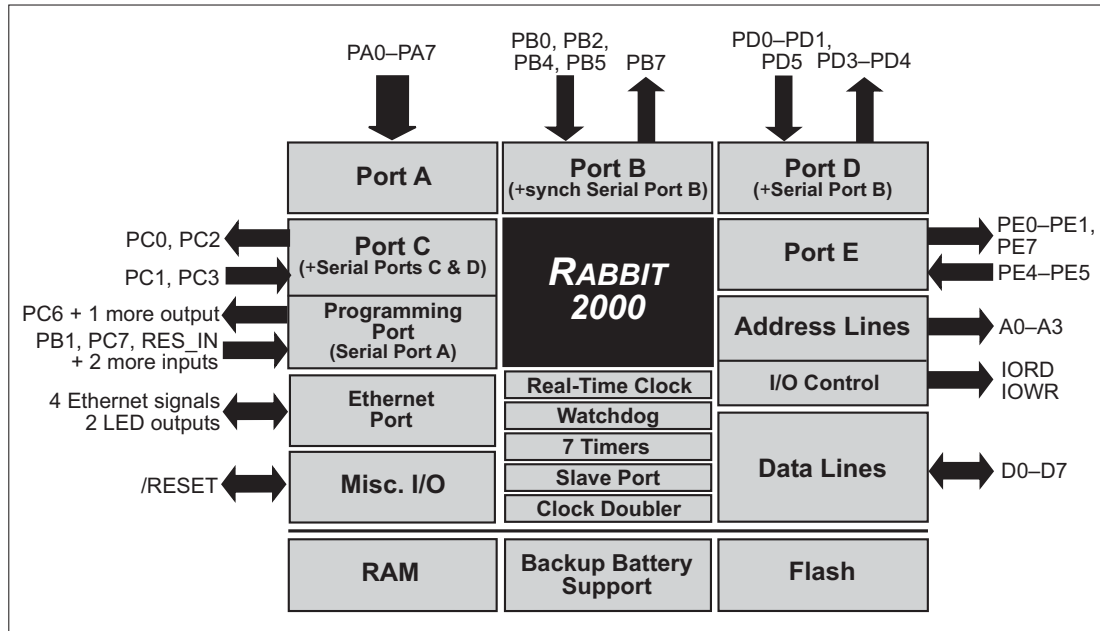 PA0–PA7
PB0, PB2,
PB4, PB5
PB7
PD0–PD1,
PD5
PD3–PD4
Port A
Port B
(+synch Serial Port B)
Port D
(+Serial Port B)
PC0, PC2
PC1, PC3
Port C
(+Serial Ports C & D)
RABBIT
2000
Port E
PE0–PE1,
PE7
PE4–PE5
PC6 + 1 more output
PB1, PC7, RES_IN
+ 2 more inputs
Programming
Port
(Serial Port A)
Address Lines
A0–A3
I/O Control
IORD
IOWR
4 Ethernet signals
2 LED outputs
Ethernet
Port
Real-Time Clock
Watchdog
7 Timers
Slave Port
Clock Doubler
Data Lines
D0–D7
/RESET
Misc. I/O
RAM
Backup Battery
Support
Flash